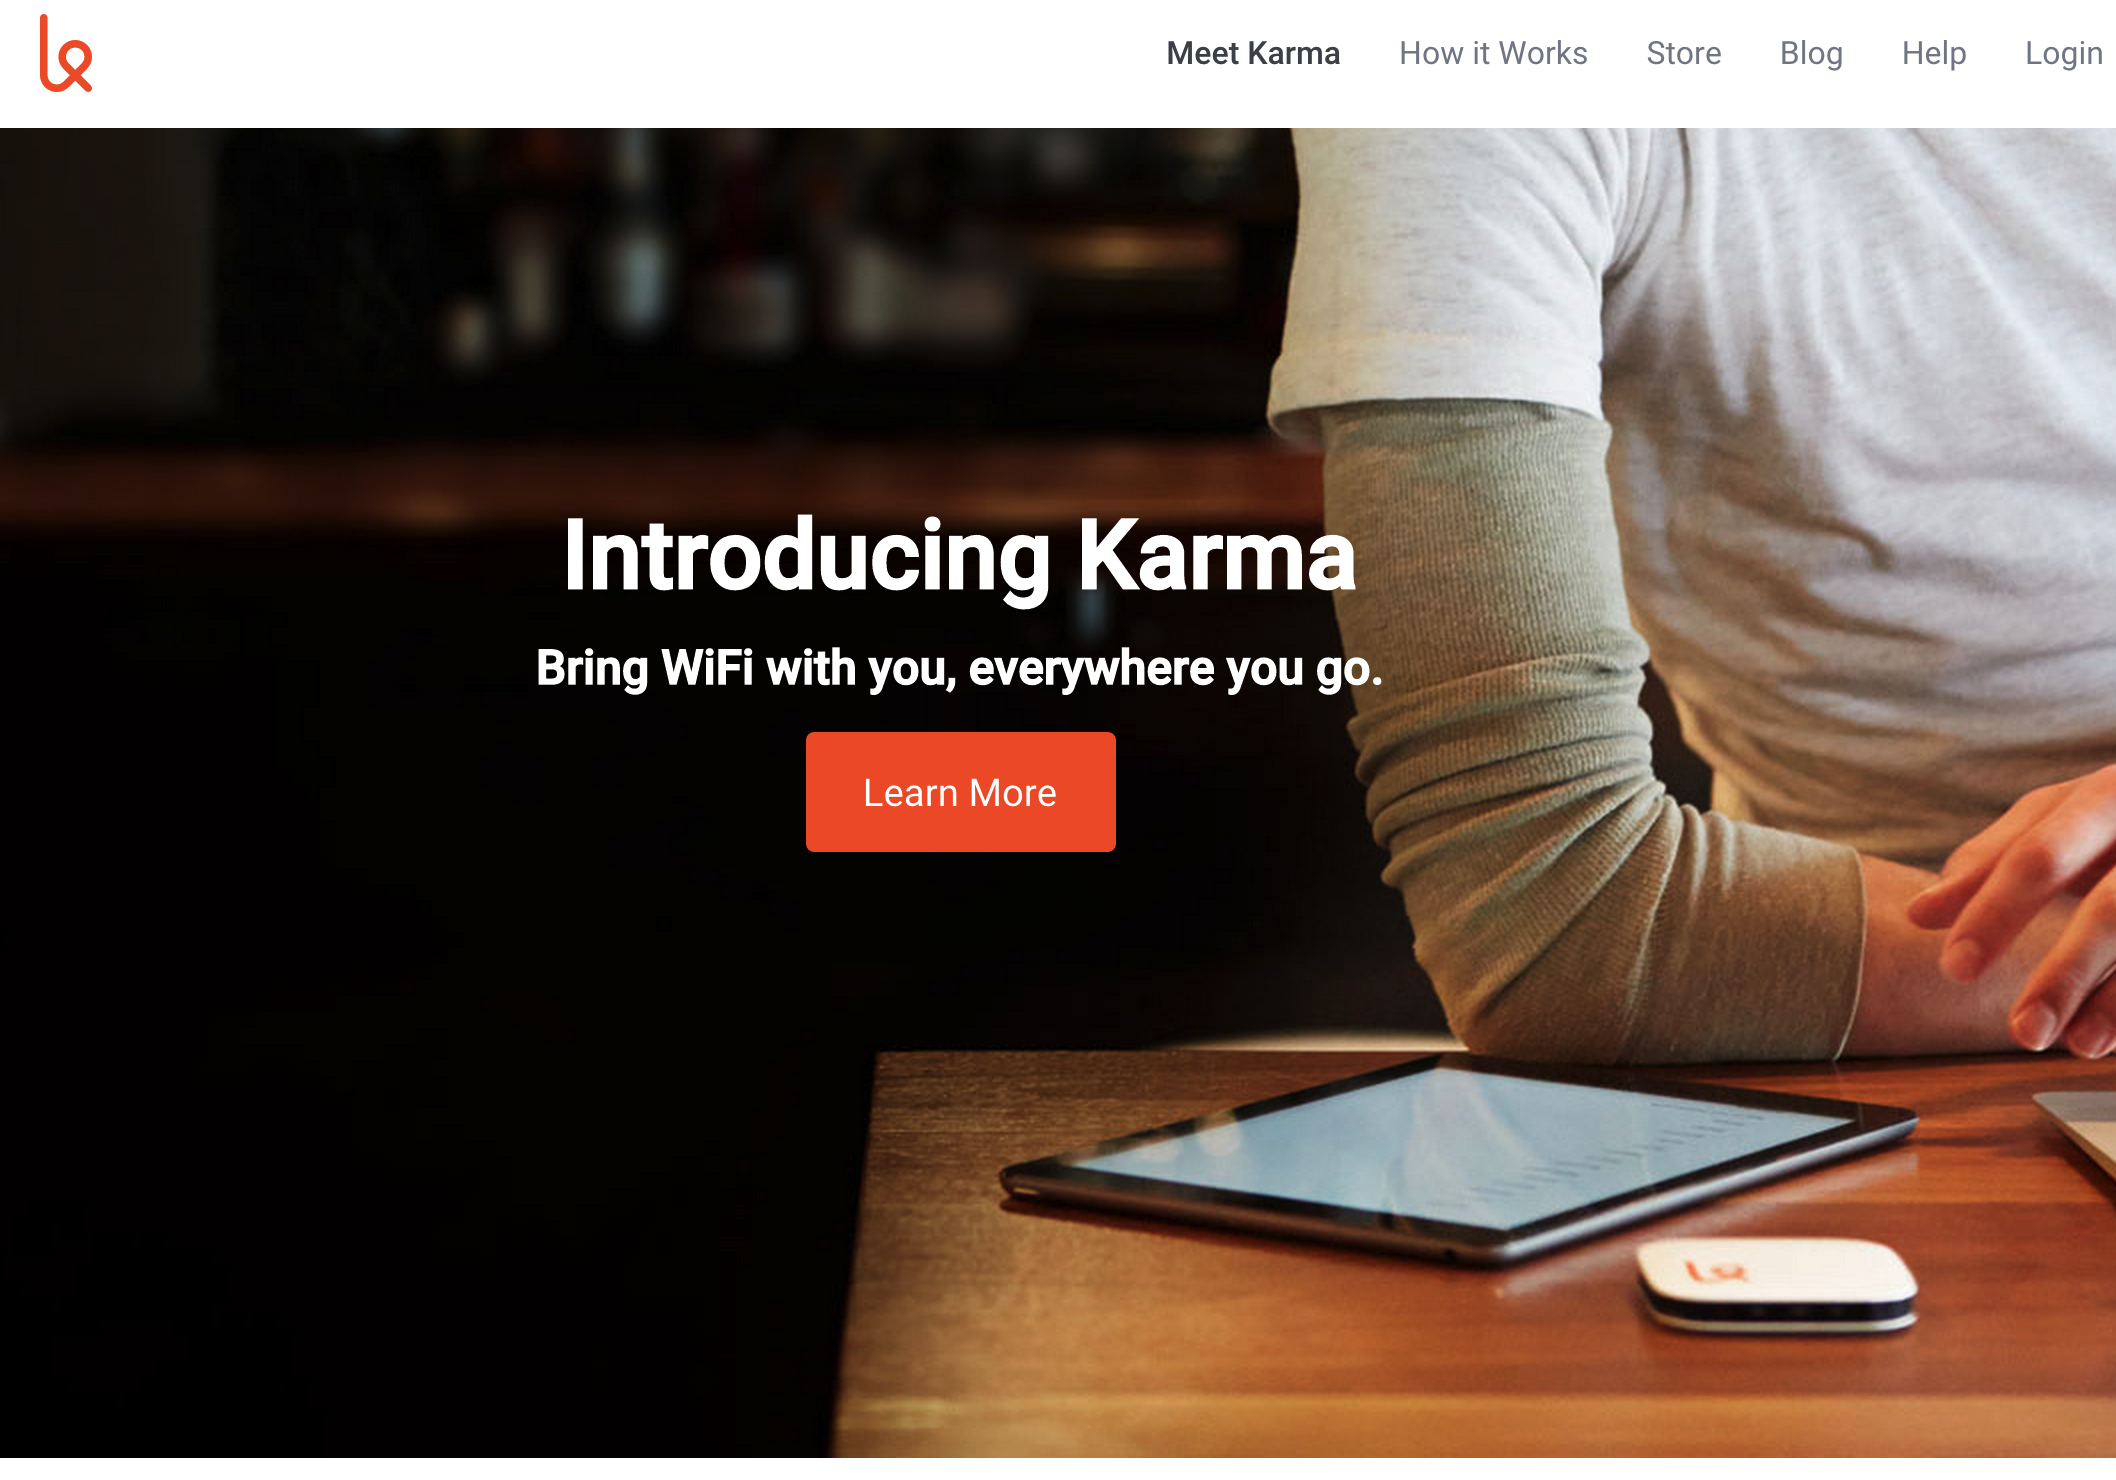 Meet Karma How it Works Store Blog Help Login
Introducing Karma
Bring WiFi with you, everywhere you go.
Learn More